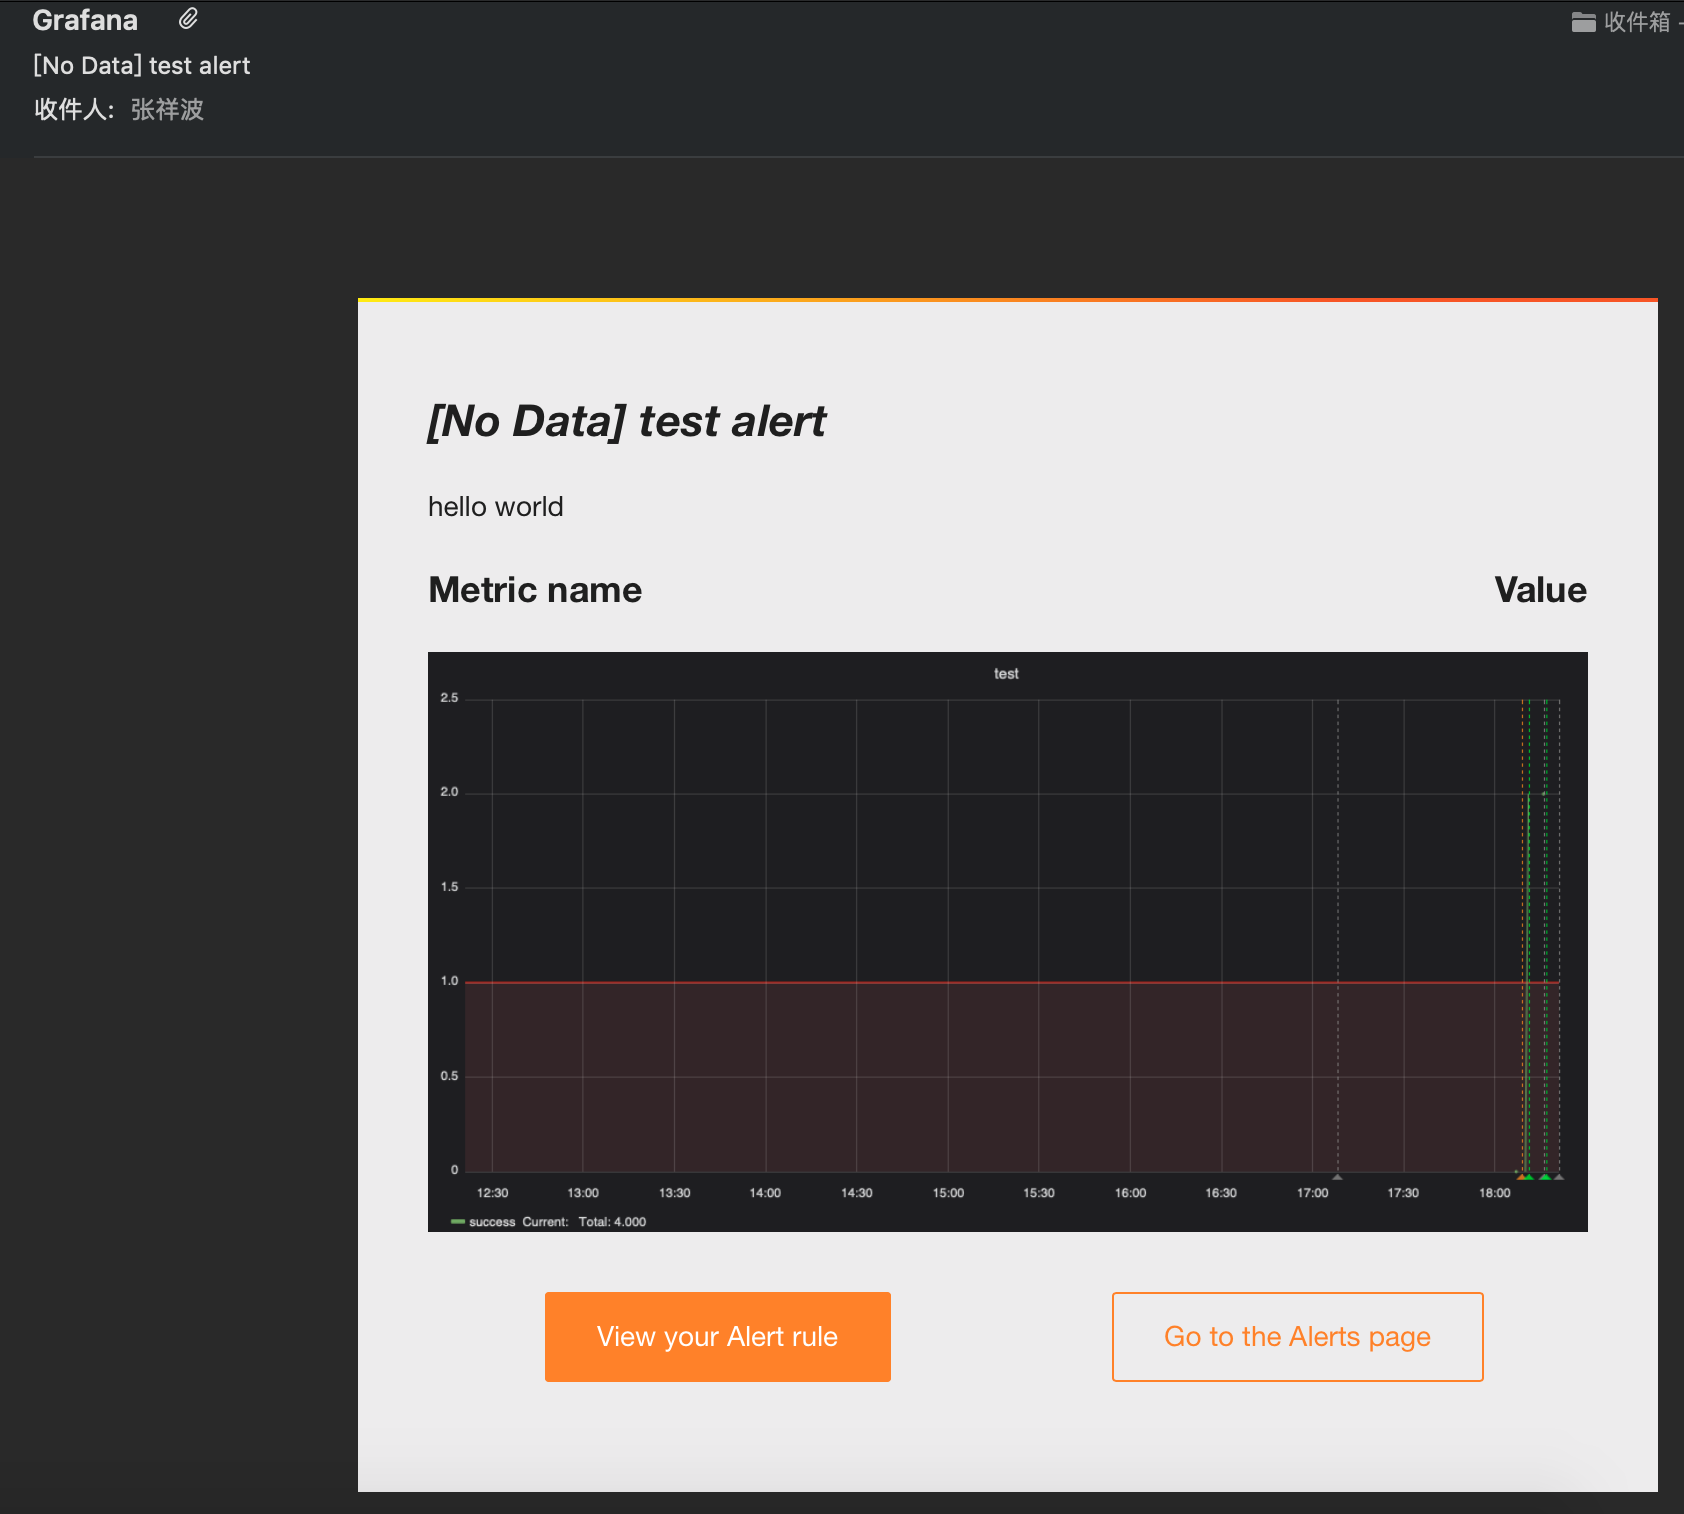 Grafana
收件箱 -
[No Data] test alert
收件人: 张祥波
[No Data] test alert
hello world
Metric name Value
test
2.5
2.0
1.5
1.0
0.5
0
12:30 13:00 13:30 14:00 14:30 15:00 15:30 16:00 16:30 17:00 17:30 18:00
success Current: Total: 4.000
View your Alert rule Go to the Alerts page